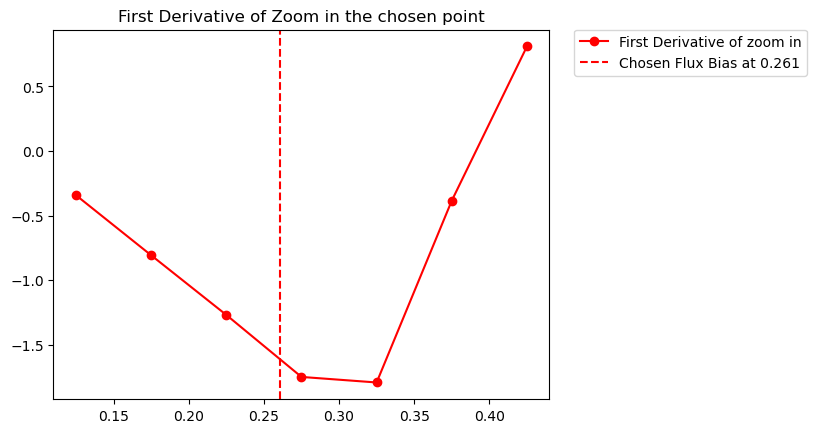 First Derivative of Zoom in the chosen point
First Derivative of zoom in
Chosen Flux Bias at 0.261
0.5
0.0
−0.5
−1.0
−1.5
0.15 0.20 0.25 0.30 0.35 0.40